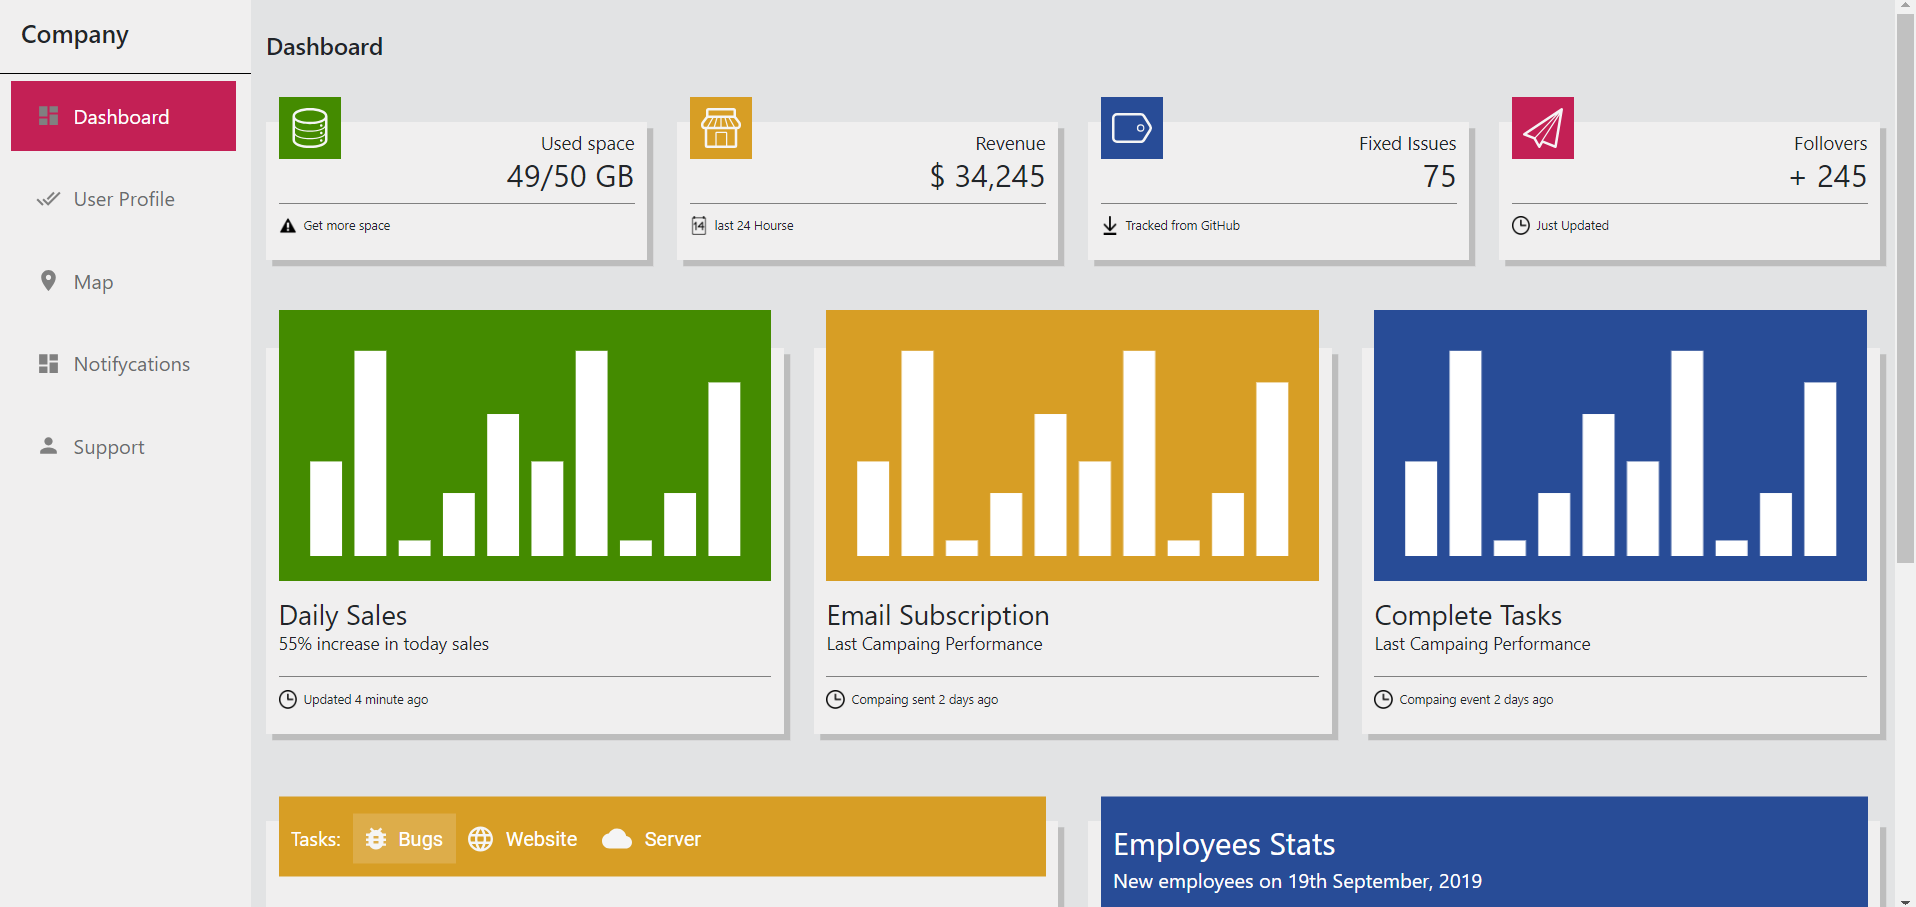 Company
Dashboard
User Profile
Map
Notifycations
Support
Dashboard
Used space
49/50 GB
Get more space
Revenue
$ 34,245
14
last 24 Hourse
Fixed Issues
75
Tracked from GitHub
Follovers
+ 245
Just Updated
Daily Sales
55% increase in today sales
Updated 4 minute ago
Email Subscription
Last Campaing Performance
Compaing sent 2 days ago
Complete Tasks
Last Campaing Performance
Compaing event 2 days ago
Tasks: Bugs Website Server
Employees Stats
New employees on 19th September, 2019